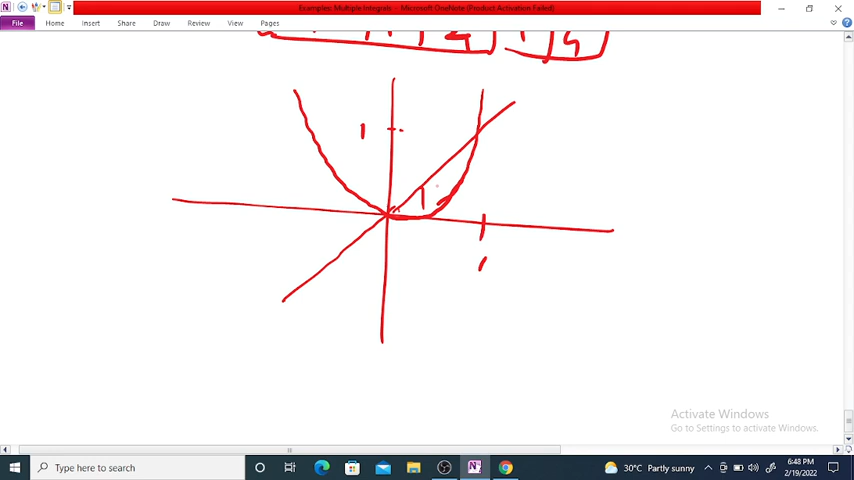 Examples: Multiple Integrals -- Microsoft OneNote (Product Activation Failed)
File Home Insert Share Draw History Review View Pages
1
1
Activate Windows
Go to Settings to activate Windows.
Type here to search
30°C Partly sunny
6:48 PM
2/19/2022